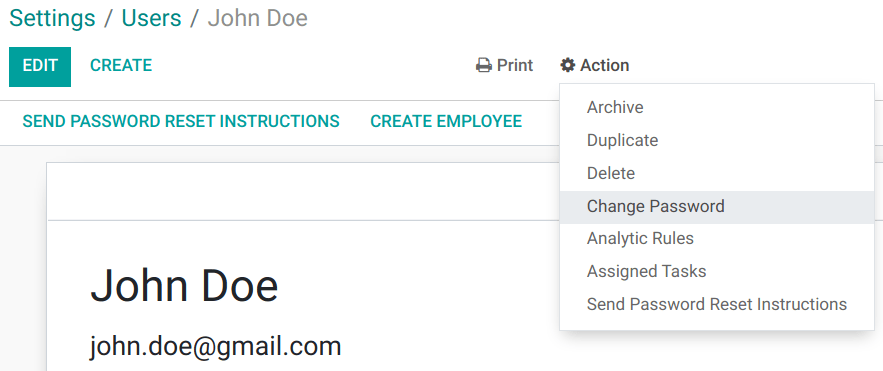 Settings / Users / John Doe
EDIT CREATE Print Action
SEND PASSWORD RESET INSTRUCTIONS CREATE EMPLOYEE
Archive
Duplicate
Delete
Change Password
Analytic Rules
Assigned Tasks
Send Password Reset Instructions
John Doe
john.doe@gmail.com